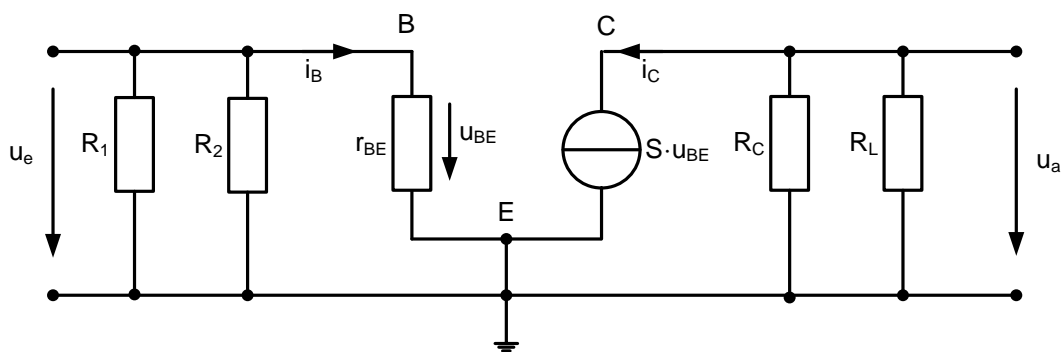 B
C
i_B
i_C
u_e
R_1
R_2
r_BE
u_BE
S·u_BE
R_C
R_L
u_a
E